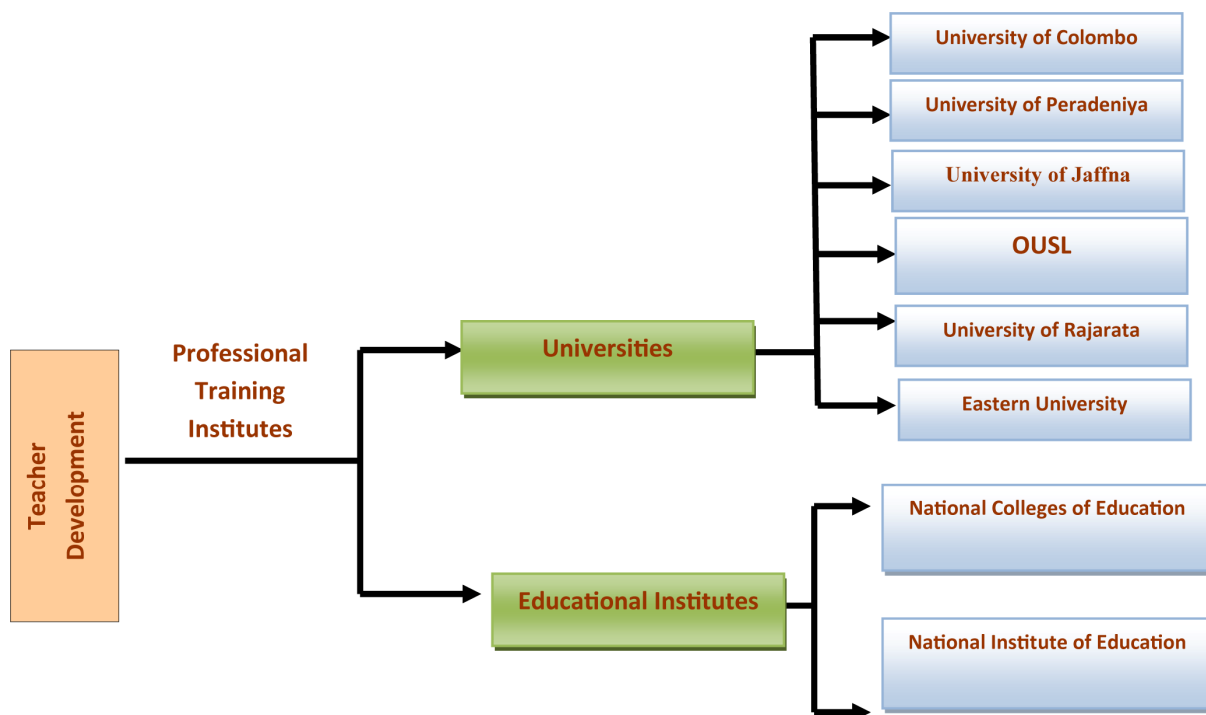 Teacher
Development
Professional
Training
Institutes
Universities
University of Colombo
University of Peradeniya
University of Jaffna
OUSL
University of Rajarata
Eastern University
Educational Institutes
National Colleges of Education
National Institute of Education